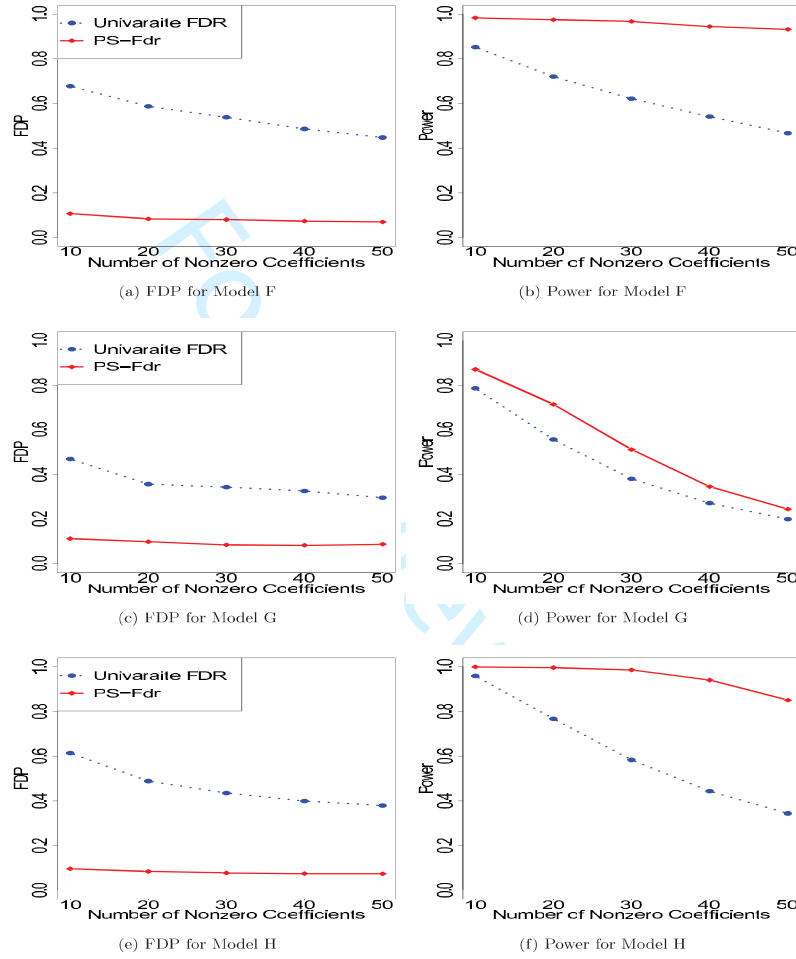 Univaraite FDR
PS−Fdr
FDP
0.0 0.2 0.4 0.6 0.8 1.0
10 20 30 40 50
Number of Nonzero Coefficients
(a) FDP for Model F
Power
0.0 0.2 0.4 0.6 0.8 1.0
10 20 30 40 50
Number of Nonzero Coefficients
(b) Power for Model F
Univaraite FDR
PS−Fdr
FDP
0.0 0.2 0.4 0.6 0.8 1.0
10 20 30 40 50
Number of Nonzero Coefficients
(c) FDP for Model G
Power
0.0 0.2 0.4 0.6 0.8 1.0
10 20 30 40 50
Number of Nonzero Coefficients
(d) Power for Model G
Univaraite FDR
PS−Fdr
FDP
0.0 0.2 0.4 0.6 0.8 1.0
10 20 30 40 50
Number of Nonzero Coefficients
(e) FDP for Model H
Power
0.0 0.2 0.4 0.6 0.8 1.0
10 20 30 40 50
Number of Nonzero Coefficients
(f) Power for Model H